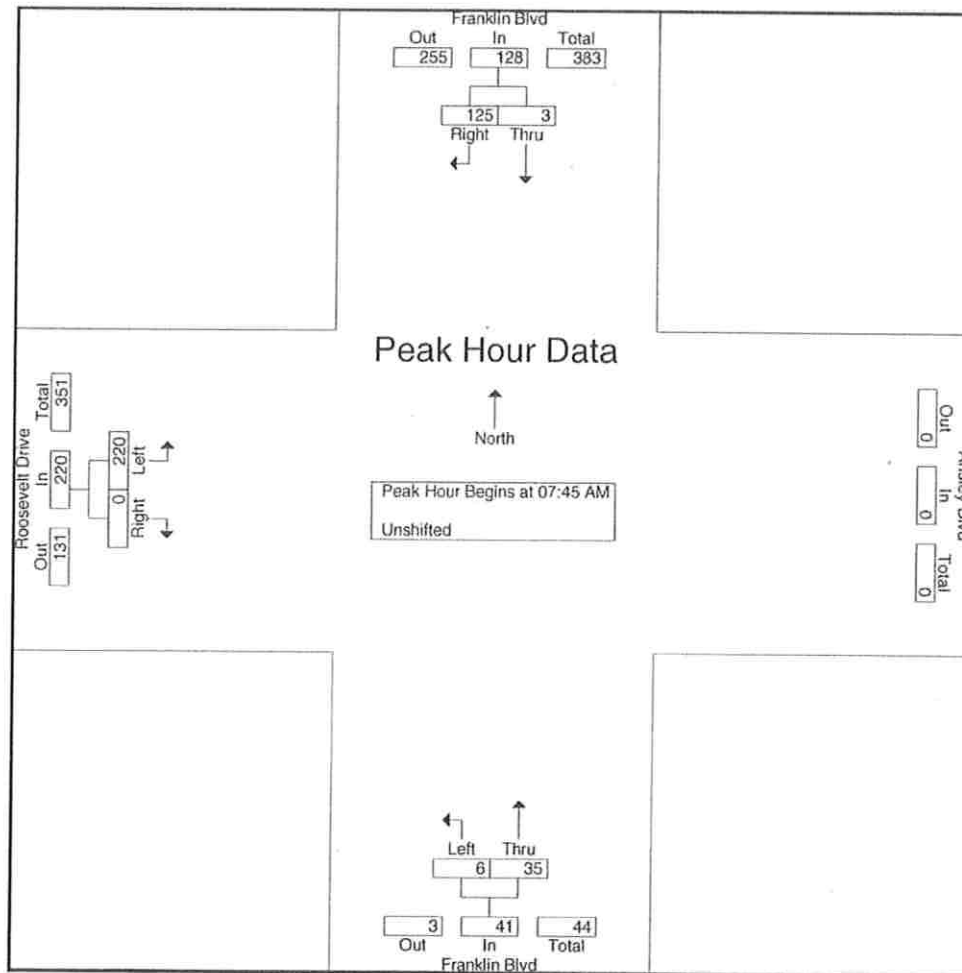 Franklin Blvd
Out In Total
255 128 383
125 3
Right Thru
Peak Hour Data
North
Peak Hour Begins at 07:45 AM
Unshifted
Roosevelt Drive
Out In Total
131 220 351
Right Left
0 220
Out In Total
0 0 0
Blvd
Left Thru
6 35
3 41 44
Out In Total
Franklin Blvd